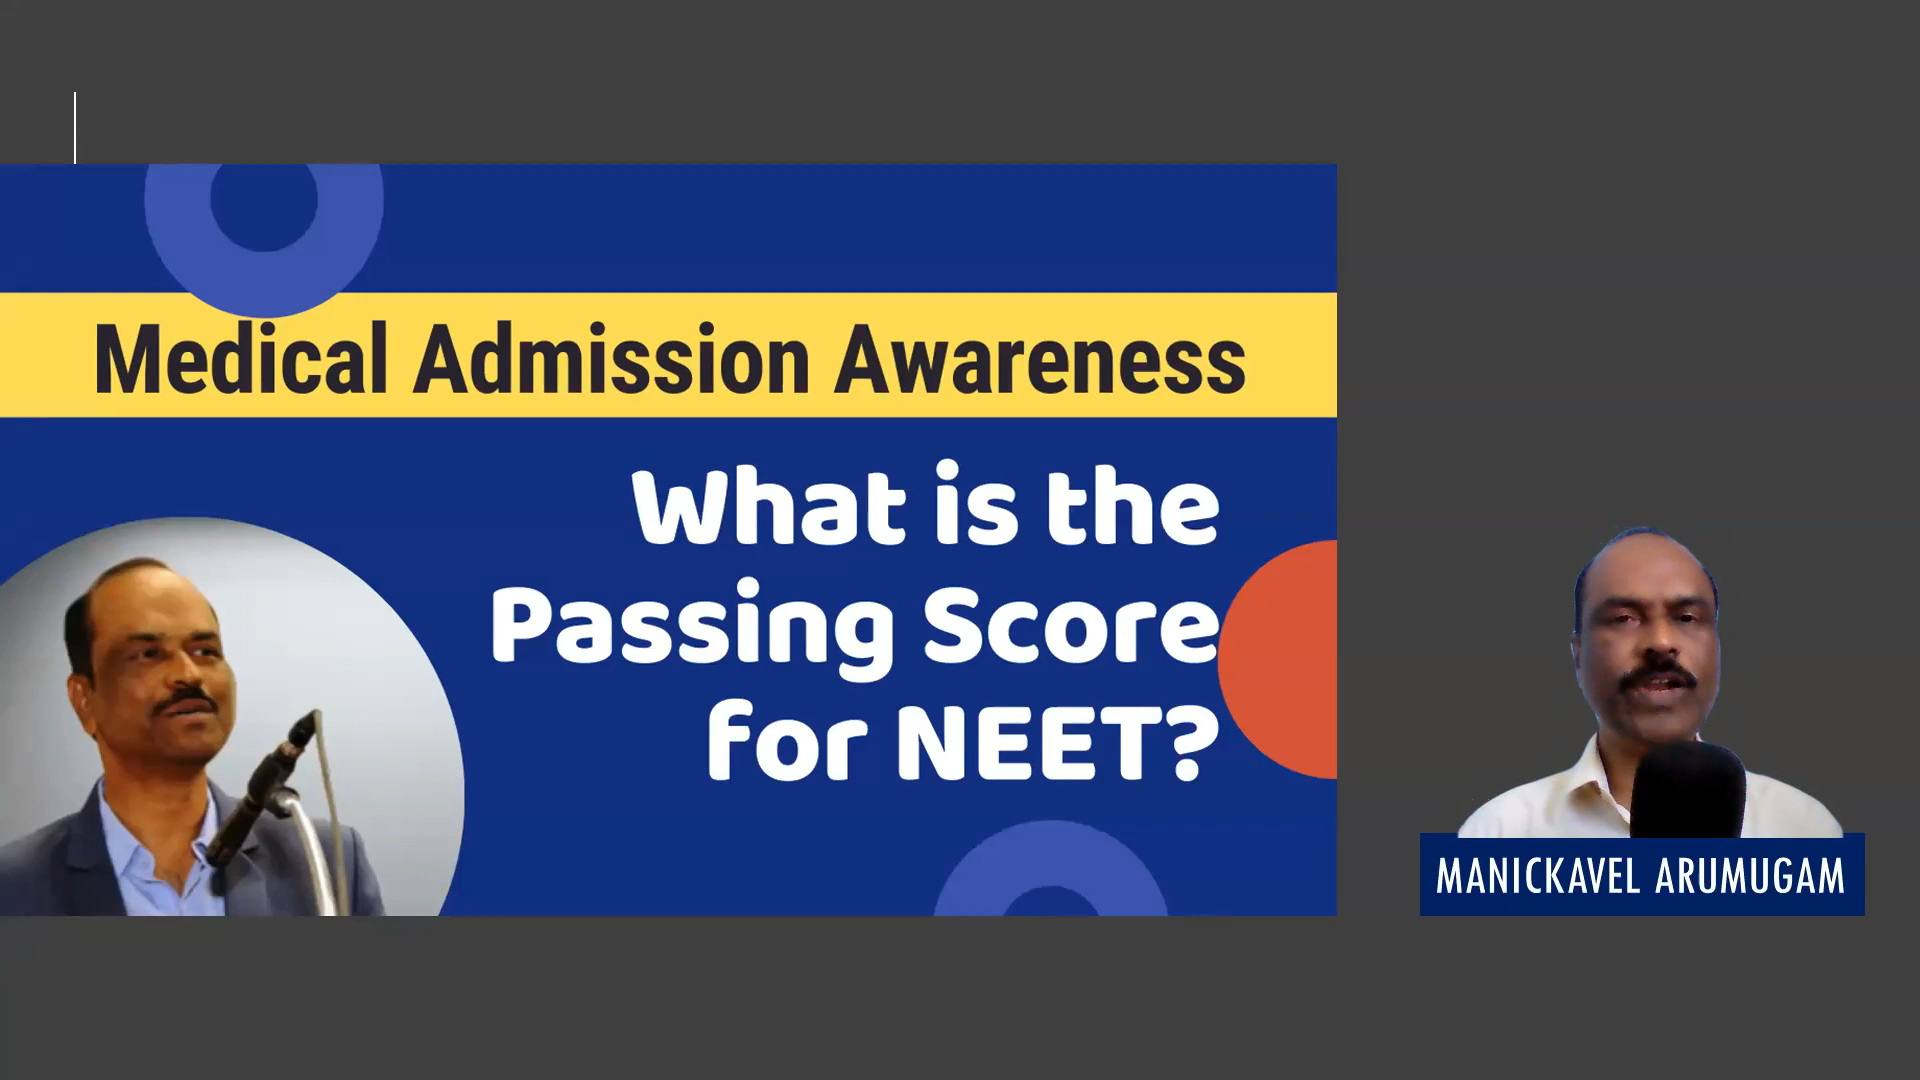 Medical Admission Awareness
What is the
Passing Score
for NEET?
MANICKAVEL ARUMUGAM